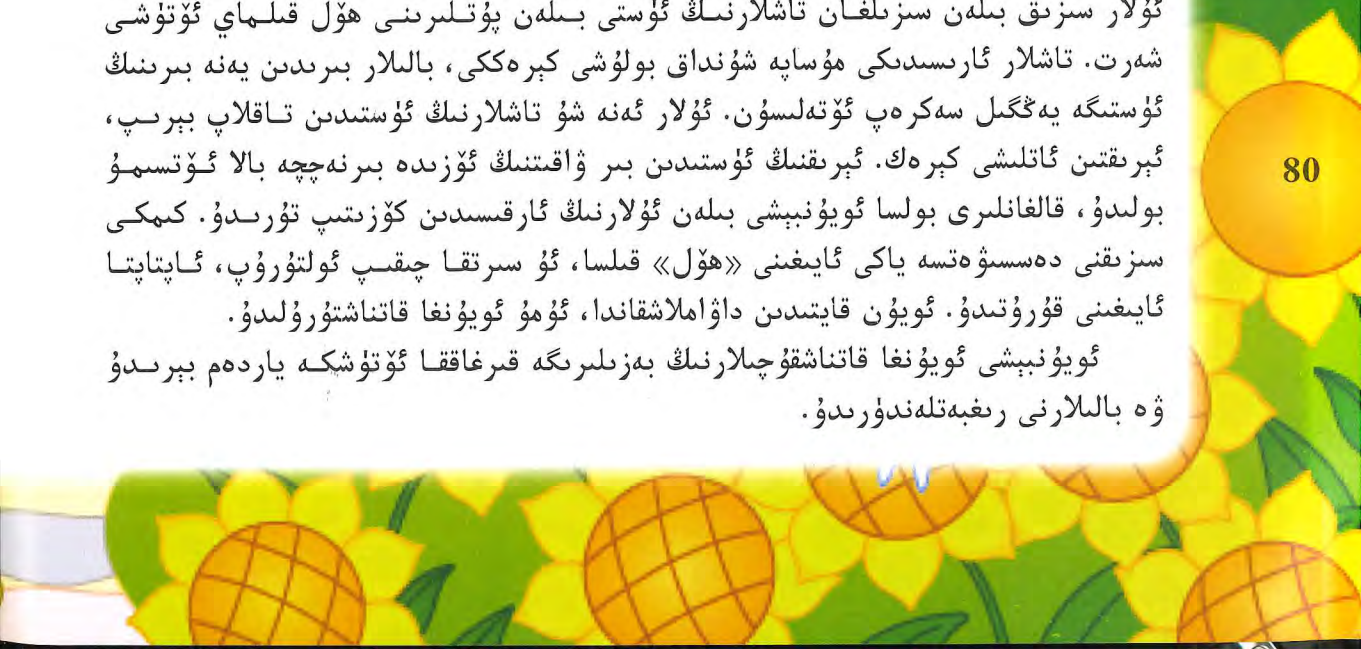 ئۇلار سىزىق بىلەن سىزىلغان تاشلارنىڭ ئۈستى بىلەن پۇتلىرىنى ھۆل قىلماي ئۆتۈشى
شەرت. تاشلار ئارىسىدىكى مۇساپە شۇنداق بولۇشى كېرەككى، بالىلار بىرىدىن يەنە بىرىنىڭ
ئۈستىگە يەڭگىل سەكرەپ ئۆتەلىسۇن. ئۇلار ئەنە شۇ تاشلارنىڭ ئۈستىدىن تاقلاپ بېرىپ،
ئېرىقتىن ئاتلىشى كېرەك. ئېرىقنىڭ ئۈستىدىن بىر ۋاقىتنىڭ ئۆزىدە بىرنەچچە بالا ئۆتسىمۇ
بولىدۇ، قالغانلىرى بولسا ئويۇنبېشى بىلەن ئۇلارنىڭ ئارقىسىدىن كۆزىتىپ تۇرىدۇ. كىمكى
سىزىقنى دەسسىۋەتسە ياكى ئايىغىنى «ھۆل» قىلسا، ئۇ سىرتقا چىقىپ ئولتۇرۇپ، ئاپتاپتا
ئايىغىنى قۇرۇتىدۇ. ئويۇن قايتىدىن داۋاملاشقاندا، ئۇمۇ ئويۇنغا قاتناشتۇرۇلىدۇ.
ئويۇنبېشى ئويۇنغا قاتناشقۇچىلارنىڭ بەزىلىرىگە قىرغاققا ئۆتۈشكە ياردەم بېرىدۇ
ۋە بالىلارنى رىغبەتلەندۈرىدۇ.
80